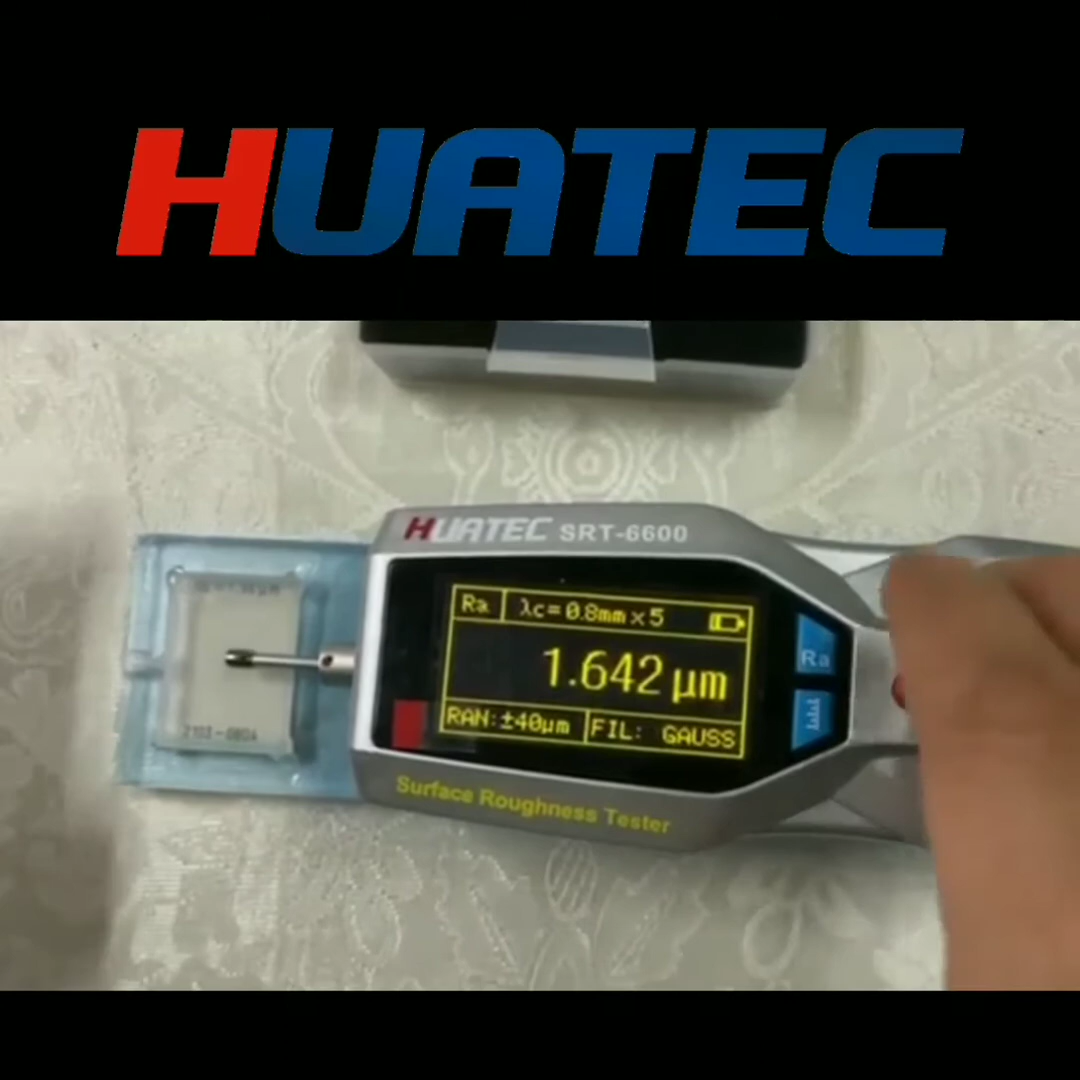 HUATEC
HUATEC SRT-6600
Ra λc=0.8mm×5
1.642 µm
RAN:±40µm FIL: GAUSS
Ra
Surface Roughness Tester